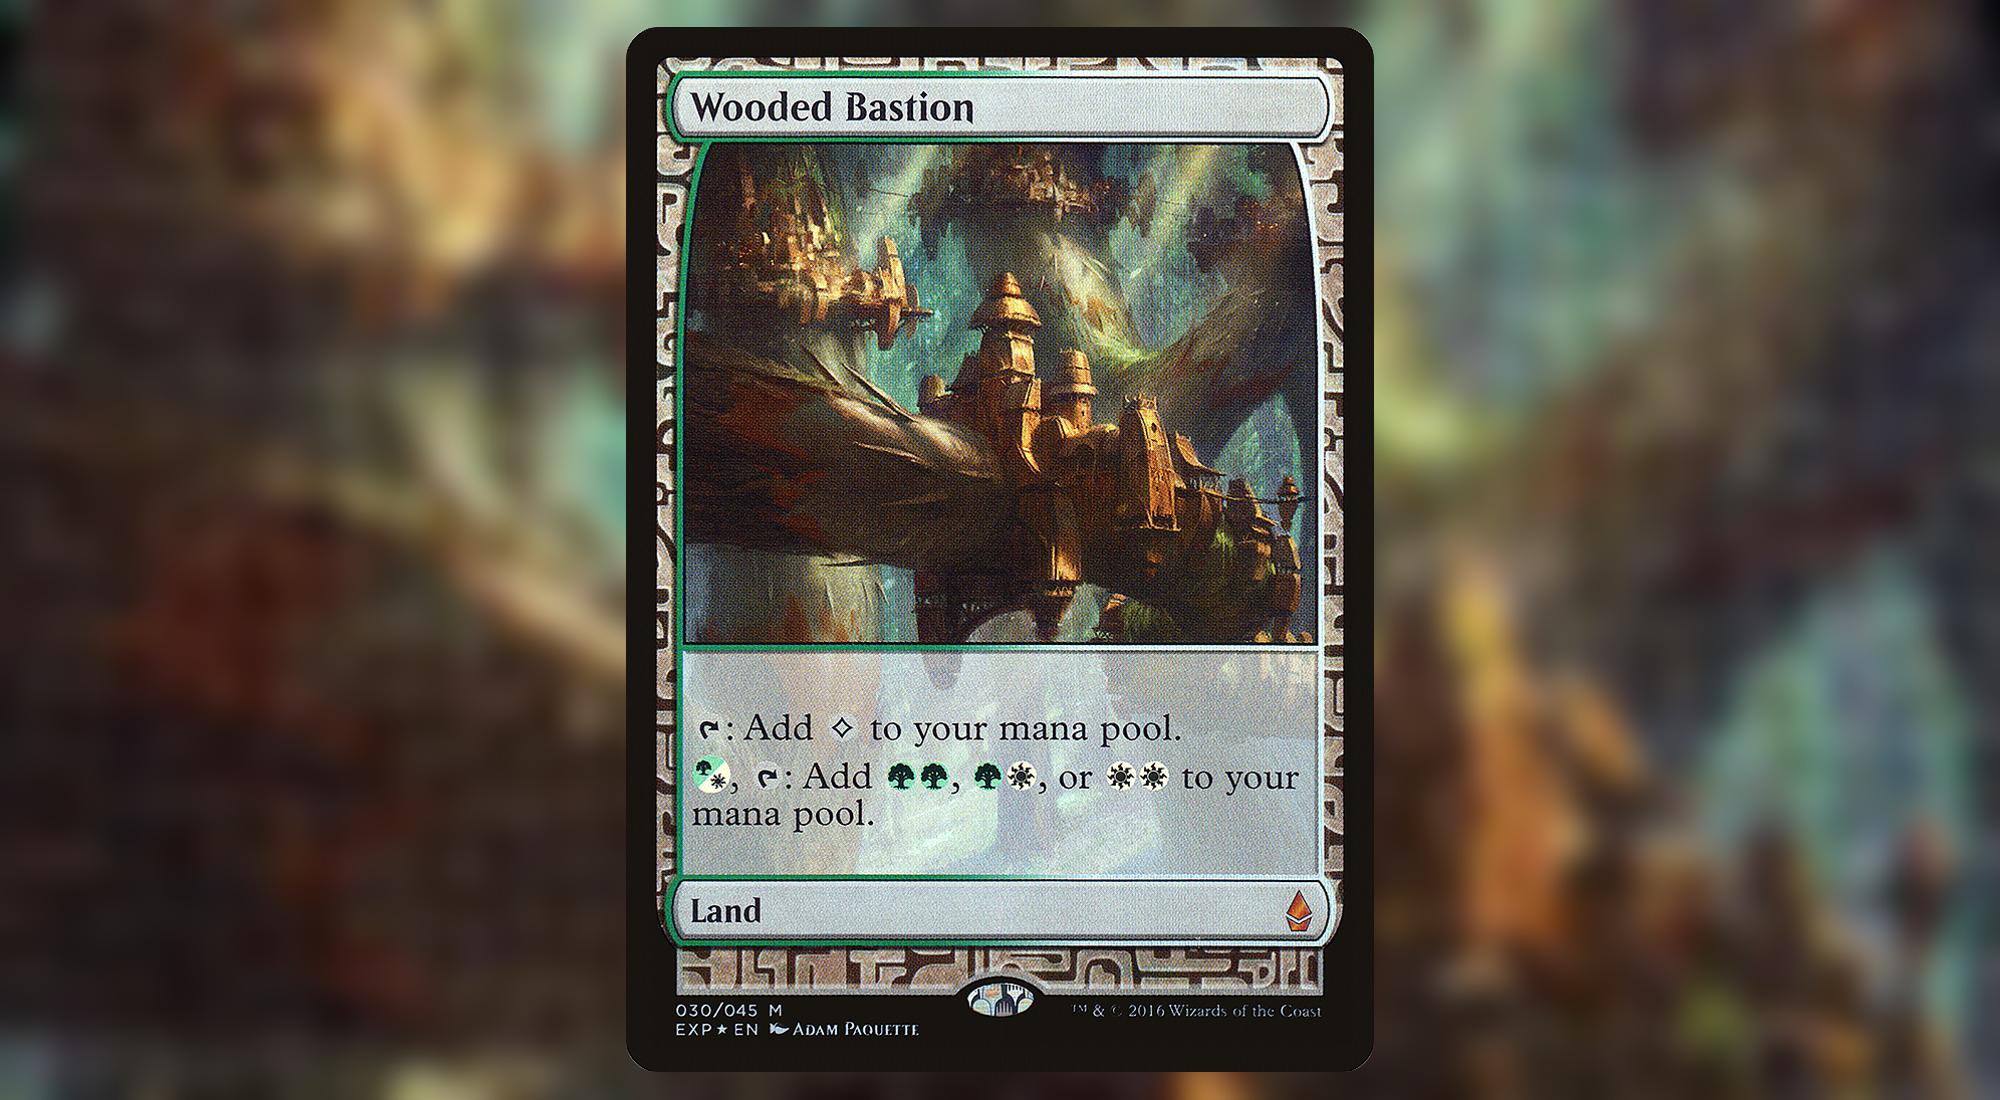 Wooded Bastion
: Add to your mana pool.
, : Add , , or to your
mana pool.
Land
030/045 M
EXP★EN Adam Paquette
™ & © 2016 Wizards of the Coast